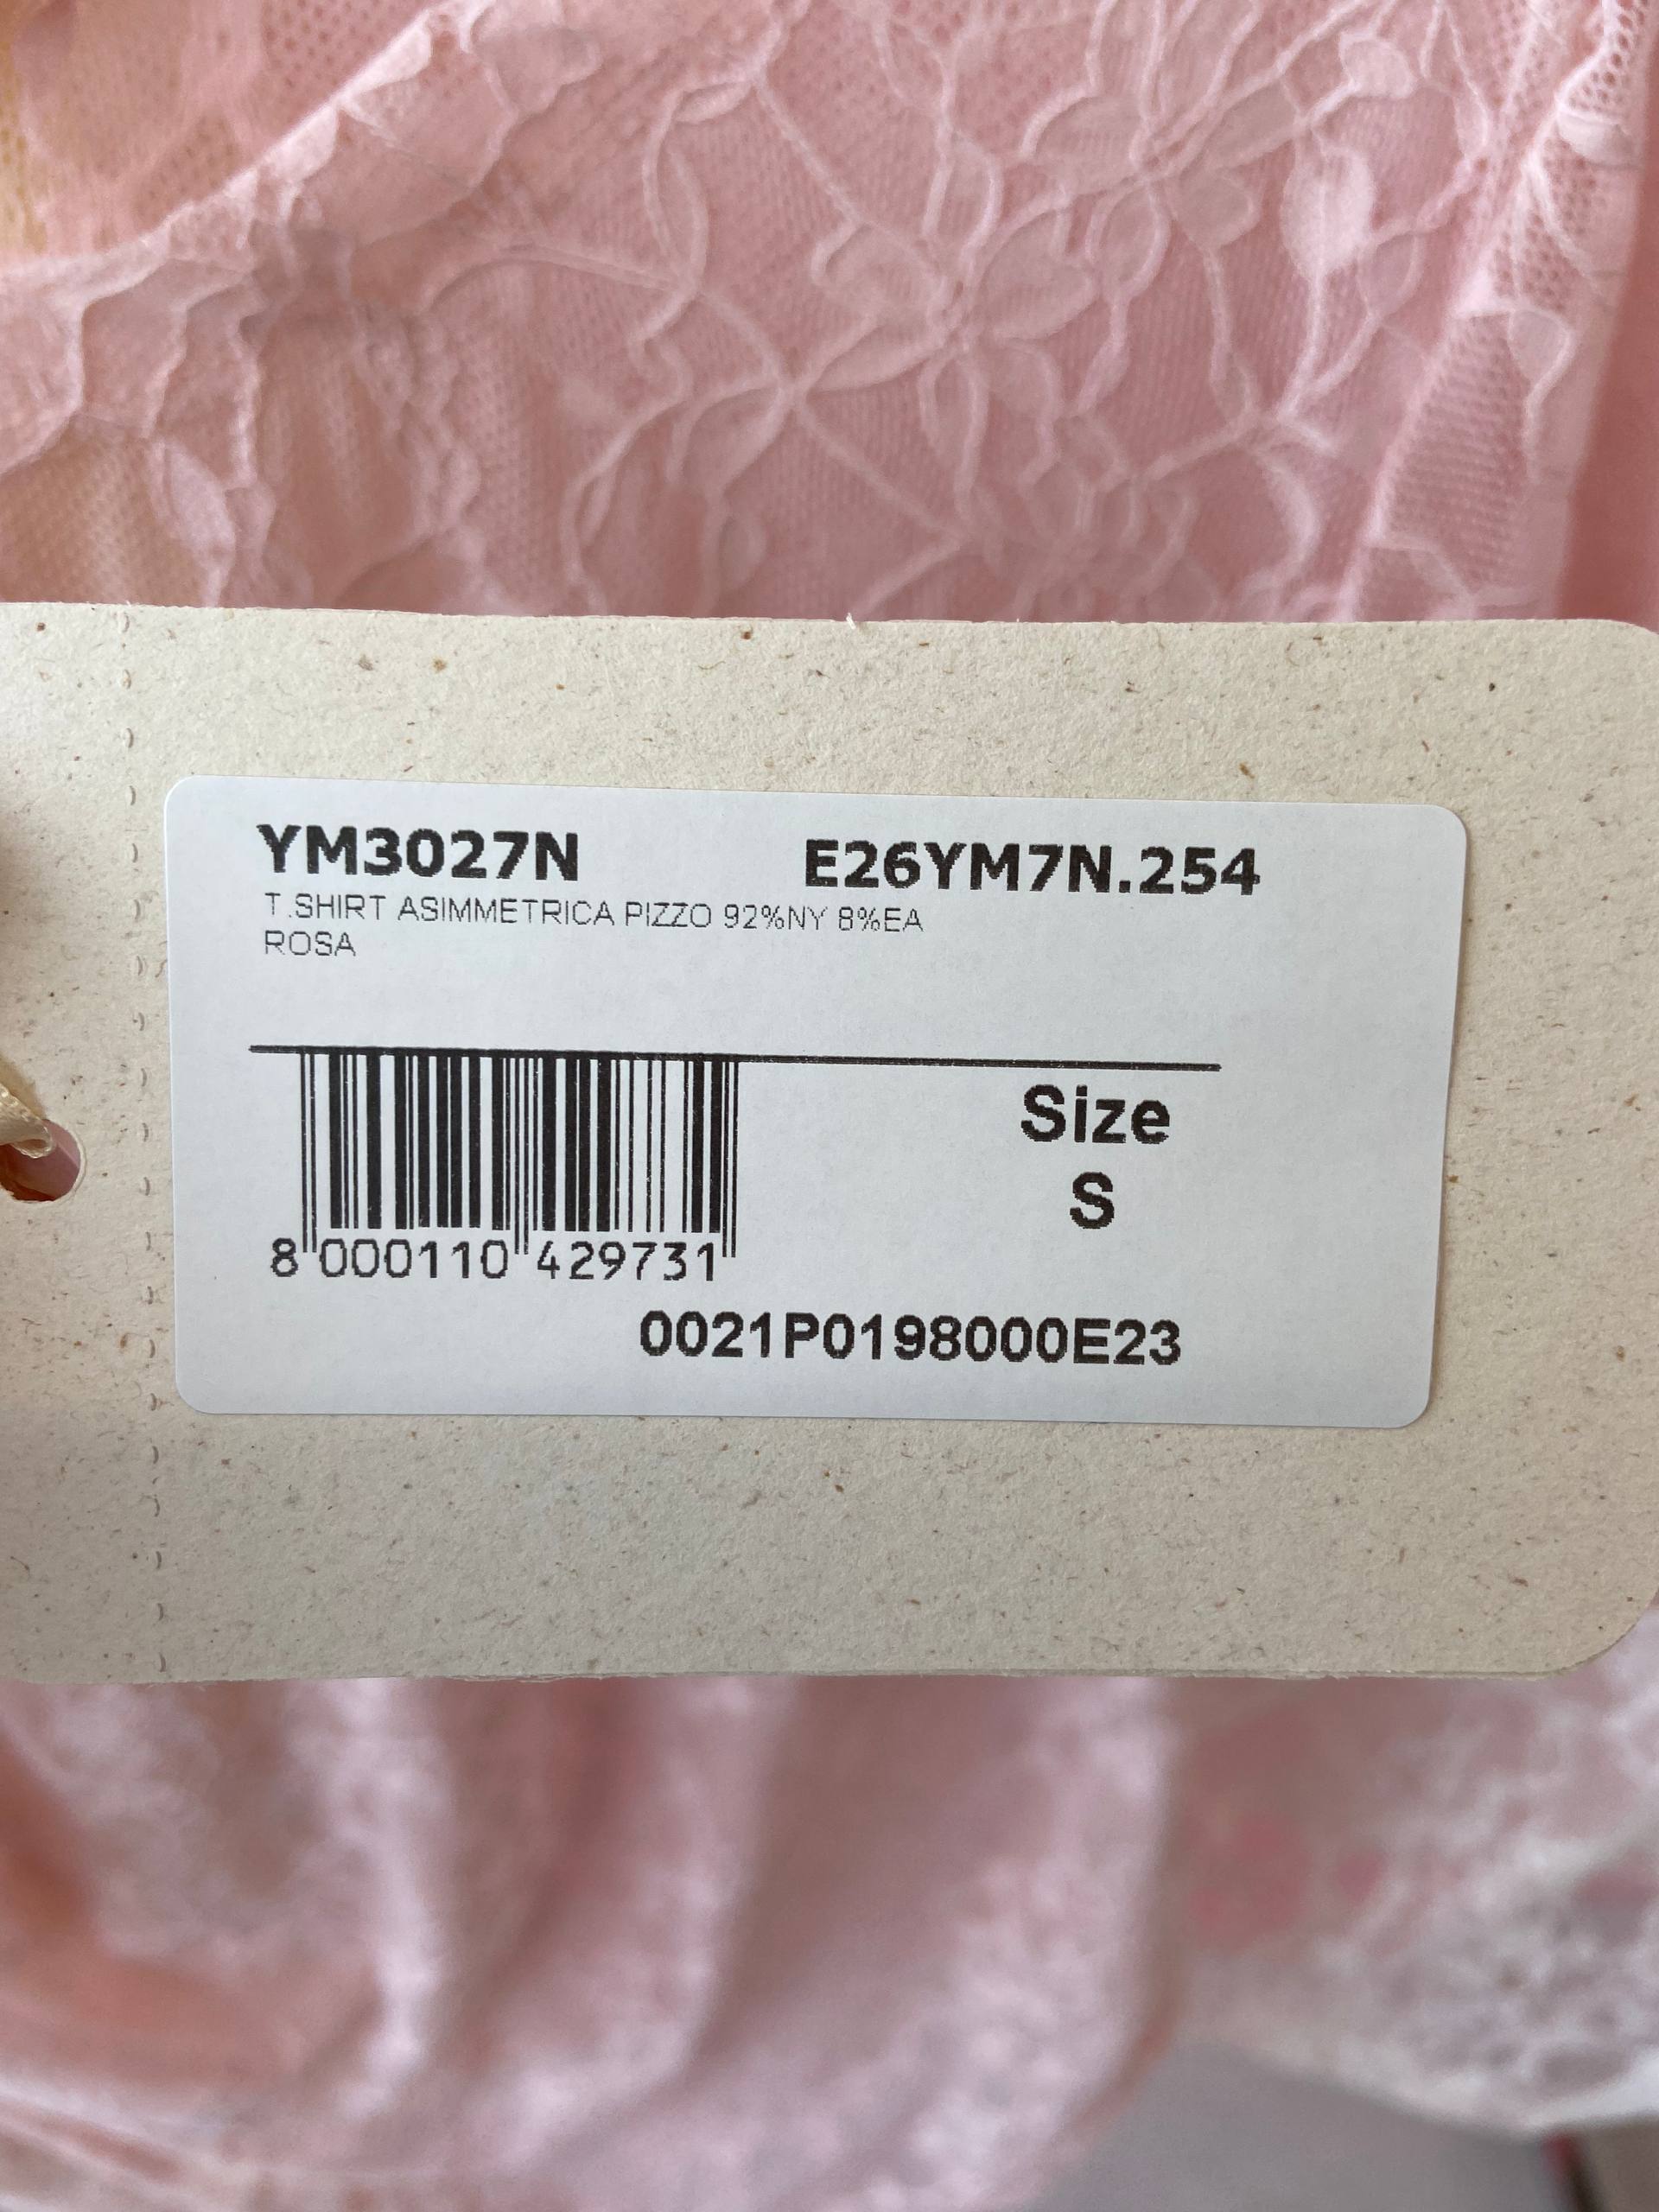 YM3027N E26YM7N.254
T.SHIRT ASIMMETRICA PIZZO 92%NY 8%EA
ROSA
Size
S
8 000110 429731
0021P0198000E23